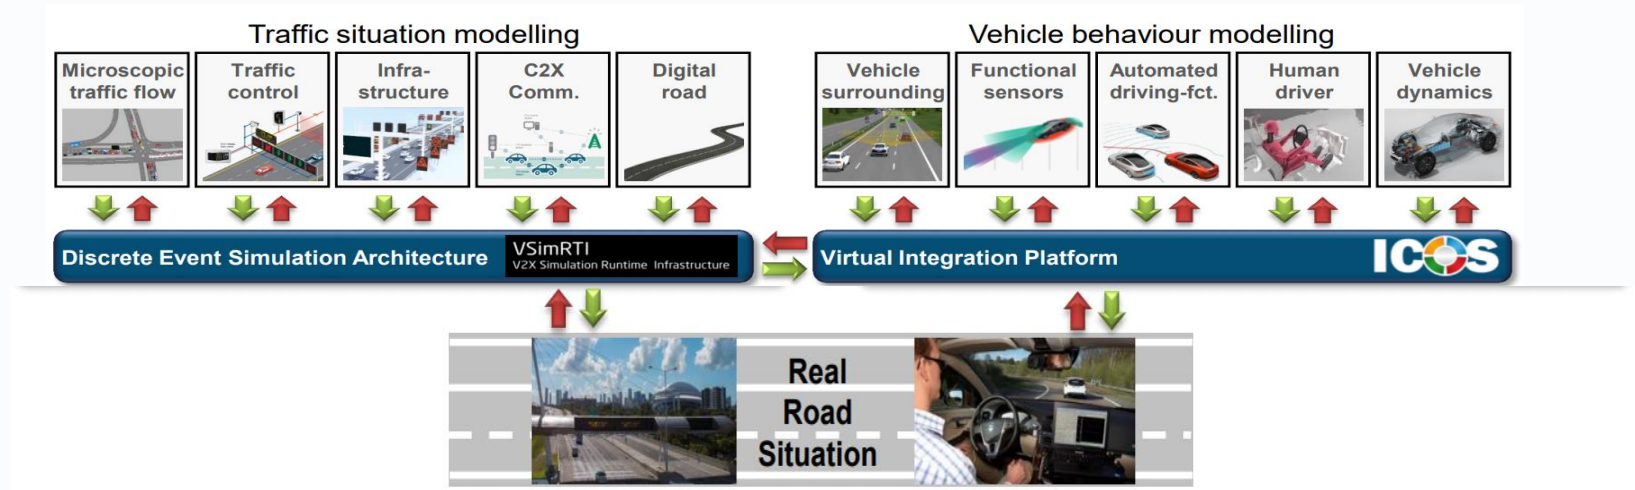 Traffic situation modelling
Vehicle behaviour modelling
Microscopic
traffic flow
Traffic
control
Infra-
structure
C2X
Comm.
Digital
road
Vehicle
surrounding
Functional
sensors
Automated
driving-fct.
Human
driver
Vehicle
dynamics
Discrete Event Simulation Architecture
VSimRTI
V2X Simulation Runtime Infrastructure
Virtual Integration Platform
ICOS
Real
Road
Situation